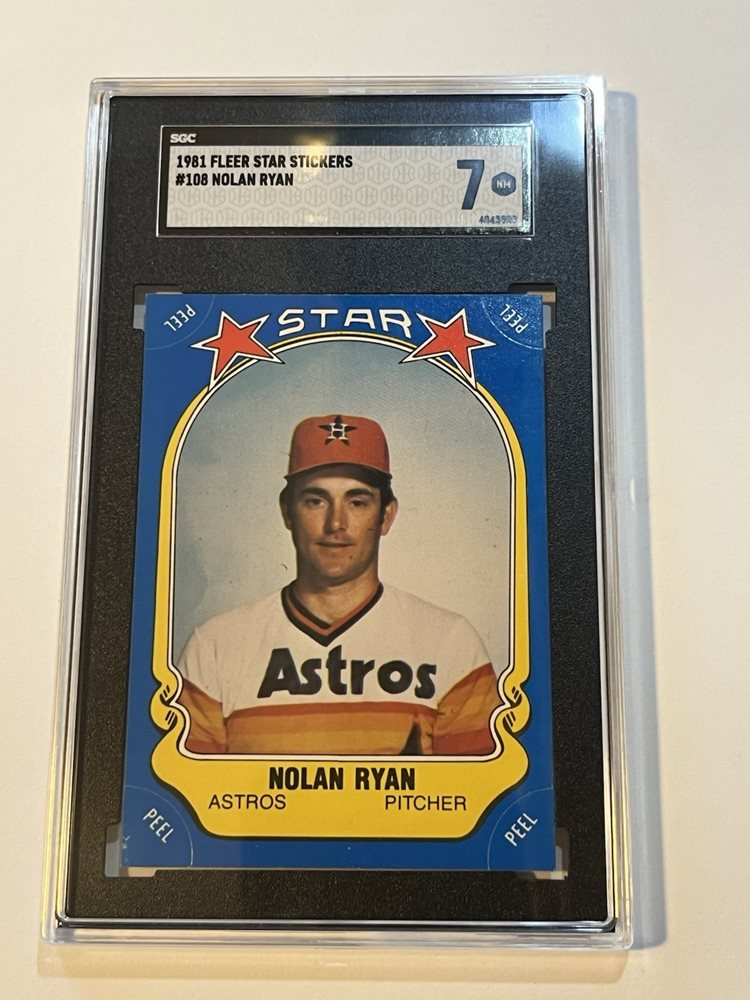 SGC
1981 FLEER STAR STICKERS
#108 NOLAN RYAN
7
NM
PEEL
STAR
PEEL
H
Astros
NOLAN RYAN
ASTROS PITCHER
PEEL
PEEL